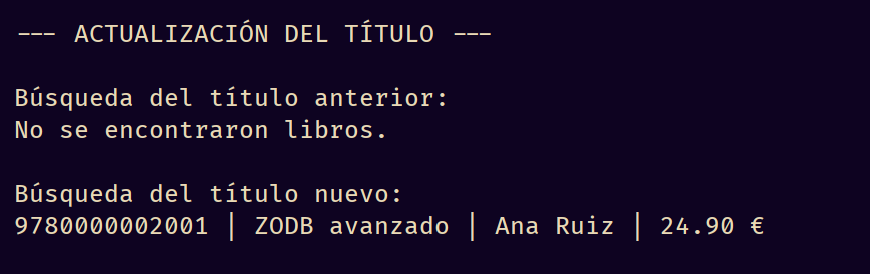 --- ACTUALIZACIÓN DEL TÍTULO ---
Búsqueda del título anterior:
No se encontraron libros.
Búsqueda del título nuevo:
9780000002001 | ZODB avanzado | Ana Ruiz | 24.90 €